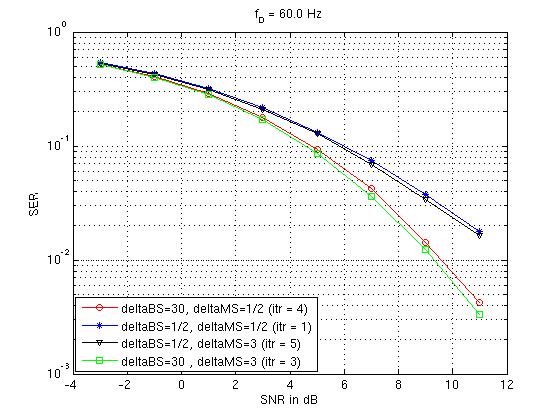 f_D = 60.0 Hz
10^0
10^-1
10^-2
10^-3
SER
deltaBS=30, deltaMS=1/2 (itr = 4)
deltaBS=1/2, deltaMS=1/2 (itr = 1)
deltaBS=1/2, deltaMS=3 (itr = 5)
deltaBS=30 , deltaMS=3 (itr = 3)
-4 -2 0 2 4 6 8 10 12
SNR in dB